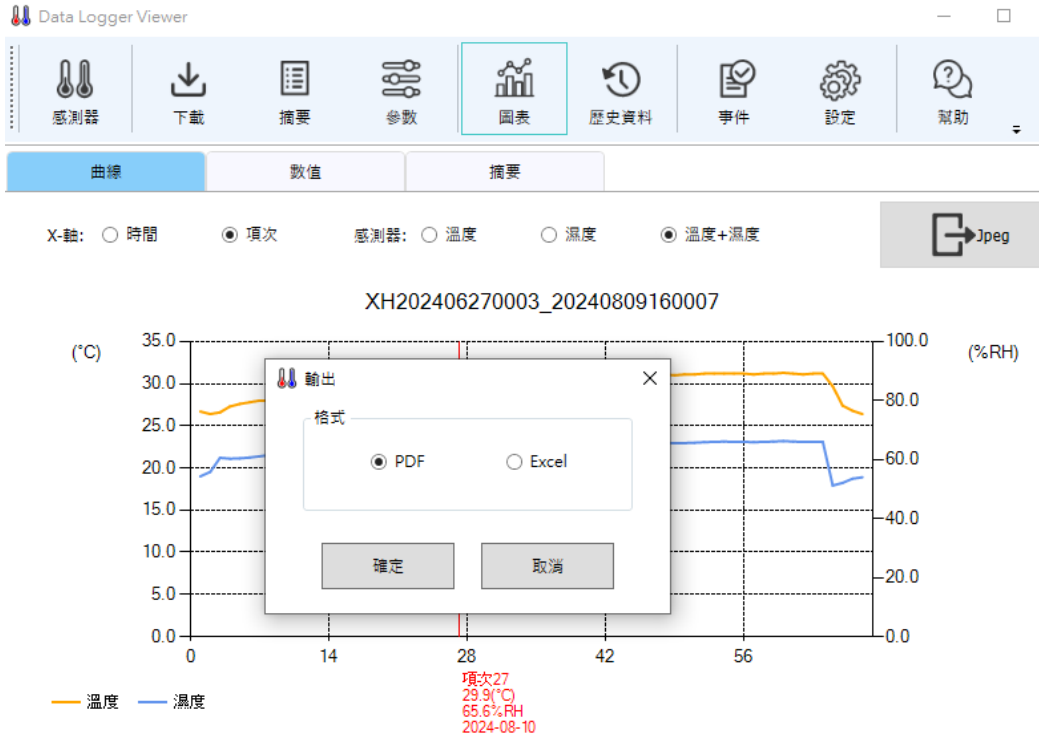 Data Logger Viewer
感測器 下載 摘要 參數 圖表 歷史資料 事件 設定 幫助
曲線 數值 摘要
X-軸: 時間 項次 感測器: 溫度 濕度 溫度+濕度 Jpeg
XH202406270003_20240809160007
(°C) 35.0 100.0 (%RH)
輸出
30.0 80.0
格式
25.0
PDF Excel
20.0 60.0
15.0 40.0
10.0
確定 取消
5.0 20.0
0.0 0.0
0 14 28 42 56
項次27
29.9(°C)
65.6%RH
2024-08-10
溫度 濕度